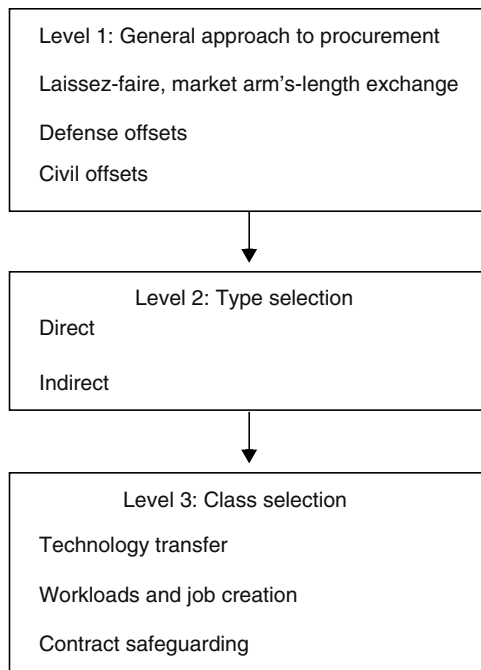 Level 1: General approach to procurement
Laissez-faire, market arm's-length exchange
Defense offsets
Civil offsets
Level 2: Type selection
Direct
Indirect
Level 3: Class selection
Technology transfer
Workloads and job creation
Contract safeguarding